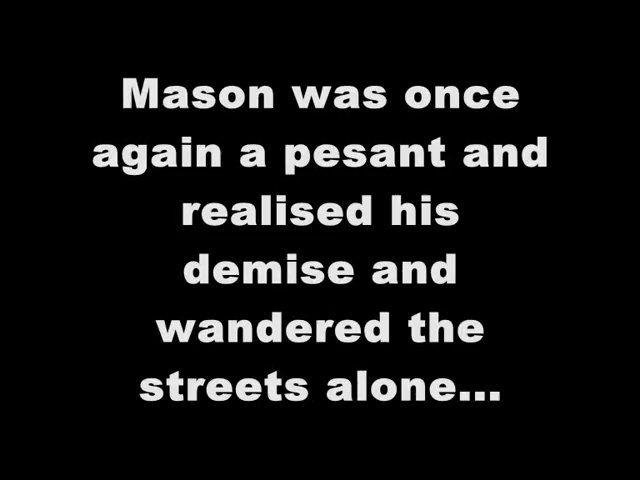 Mason was once
again a pesant and
realised his
demise and
wandered the
streets alone...